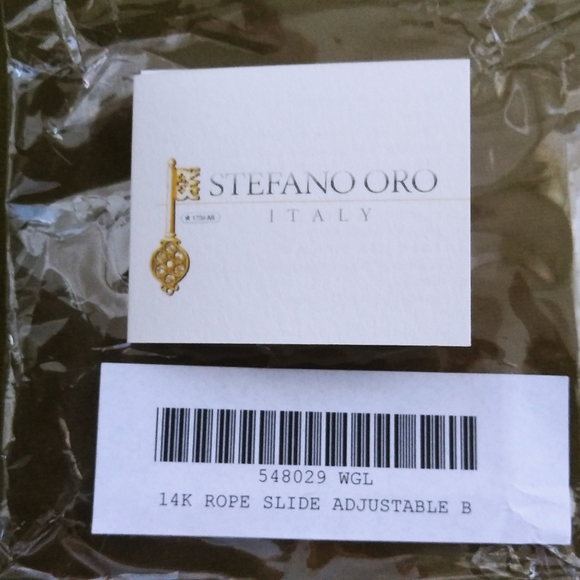 STEFANO ORO
ITALY
548029 WGL
14K ROPE SLIDE ADJUSTABLE B